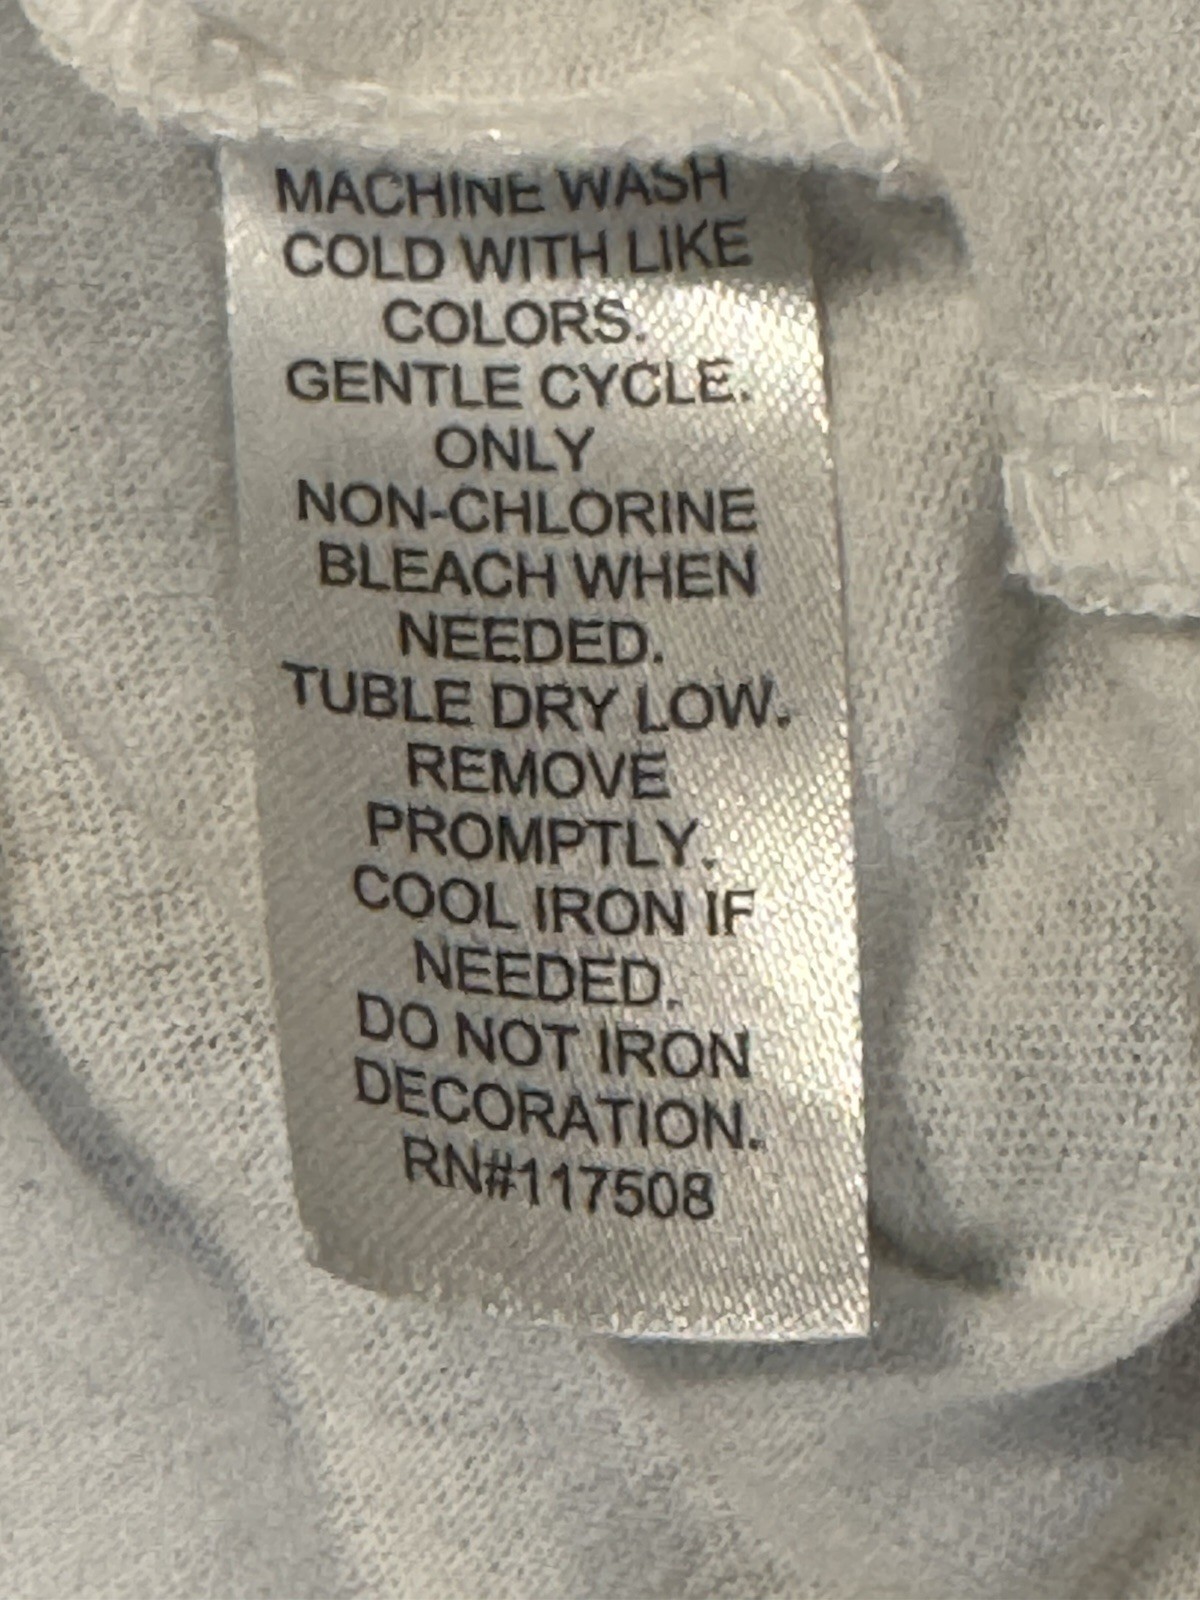 MACHINE WASH
COLD WITH LIKE
COLORS.
GENTLE CYCLE.
ONLY
NON-CHLORINE
BLEACH WHEN
NEEDED.
TUBLE DRY LOW.
REMOVE
PROMPTLY.
COOL IRON IF
NEEDED.
DO NOT IRON
DECORATION.
RN#117508